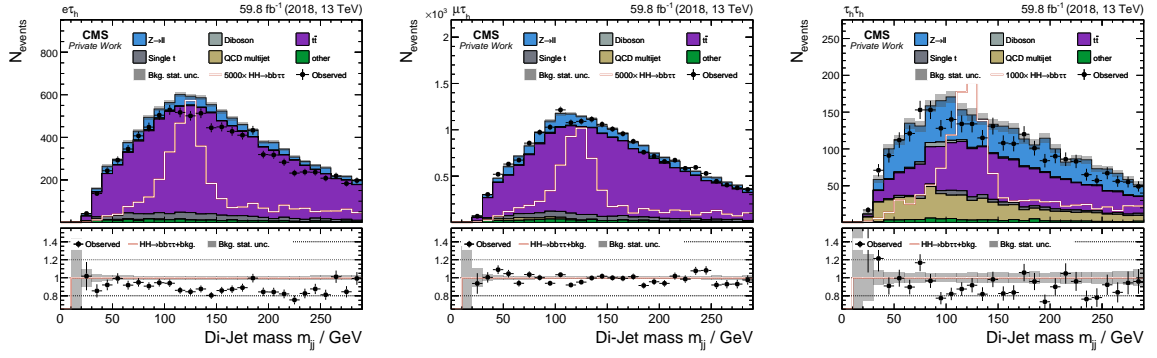 eτh 59.8 fb⁻¹ (2018, 13 TeV)
CMS
Private Work
Z→ll Diboson tt̄
Single t QCD multijet other
Bkg. stat. unc. 5000× HH→bbττ Observed
Nevents
800
600
400
200
Observed HH→bbττ+bkg. Bkg. stat. unc.
1.4
1.2
1
0.8
0 50 100 150 200 250
Di-Jet mass mjj / GeV
μτh 59.8 fb⁻¹ (2018, 13 TeV)
×10³
CMS
Private Work
Z→ll Diboson tt̄
Single t QCD multijet other
Bkg. stat. unc. 5000× HH→bbττ Observed
Nevents
2.1
1.8
1.5
1.2
0.9
0.6
0.3
Observed HH→bbττ+bkg. Bkg. stat. unc.
1.4
1.2
1
0.8
0 50 100 150 200 250
Di-Jet mass mjj / GeV
τhτh 59.8 fb⁻¹ (2018, 13 TeV)
CMS
Private Work
Z→ll Diboson tt̄
Single t QCD multijet other
Bkg. stat. unc. 1000× HH→bbττ Observed
Nevents
250
200
150
100
50
Observed HH→bbττ+bkg. Bkg. stat. unc.
1.4
1.2
1
0.8
0 50 100 150 200 250
Di-Jet mass mjj / GeV